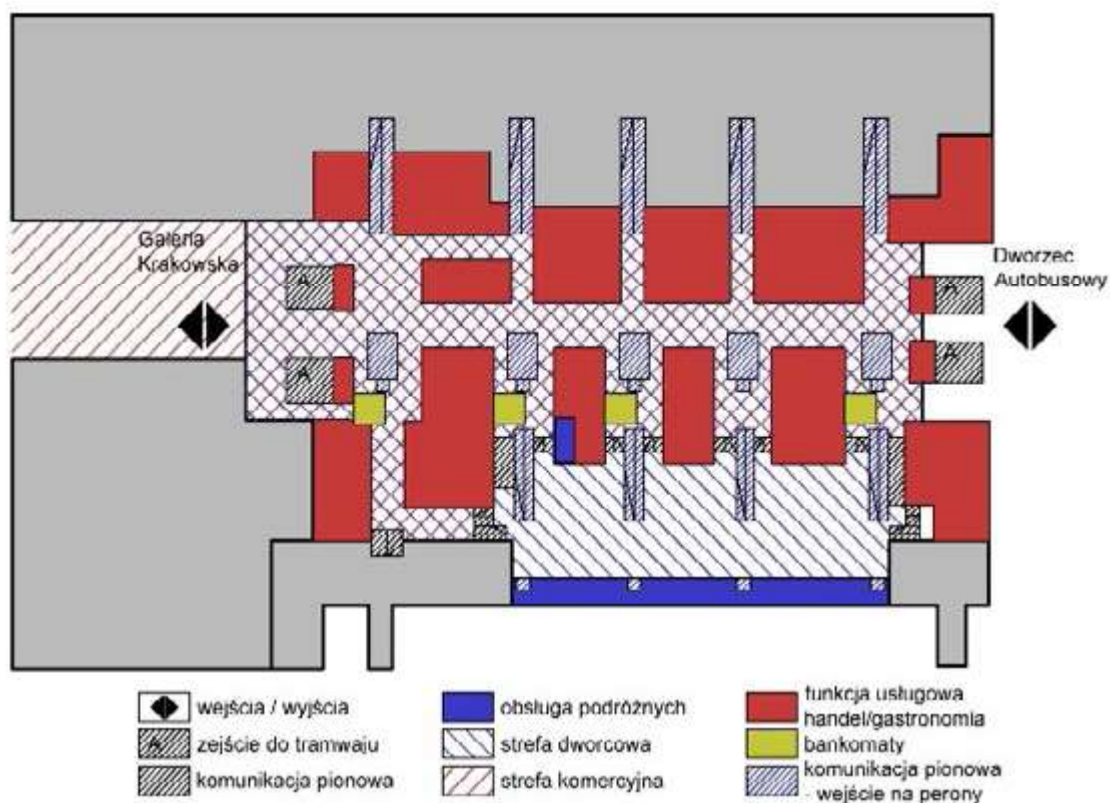 Galeria
Krakowska
Dworzec
Autobusowy
A
A
A
A
wejścia / wyjścia
zejście do tramwaju
komunikacja pionowa
obsługa podróżnych
strefa dworcowa
strefa komercyjna
funkcja usługowa
handel/gastronomia
bankomaty
komunikacja pionowa
- wejście na perony
A